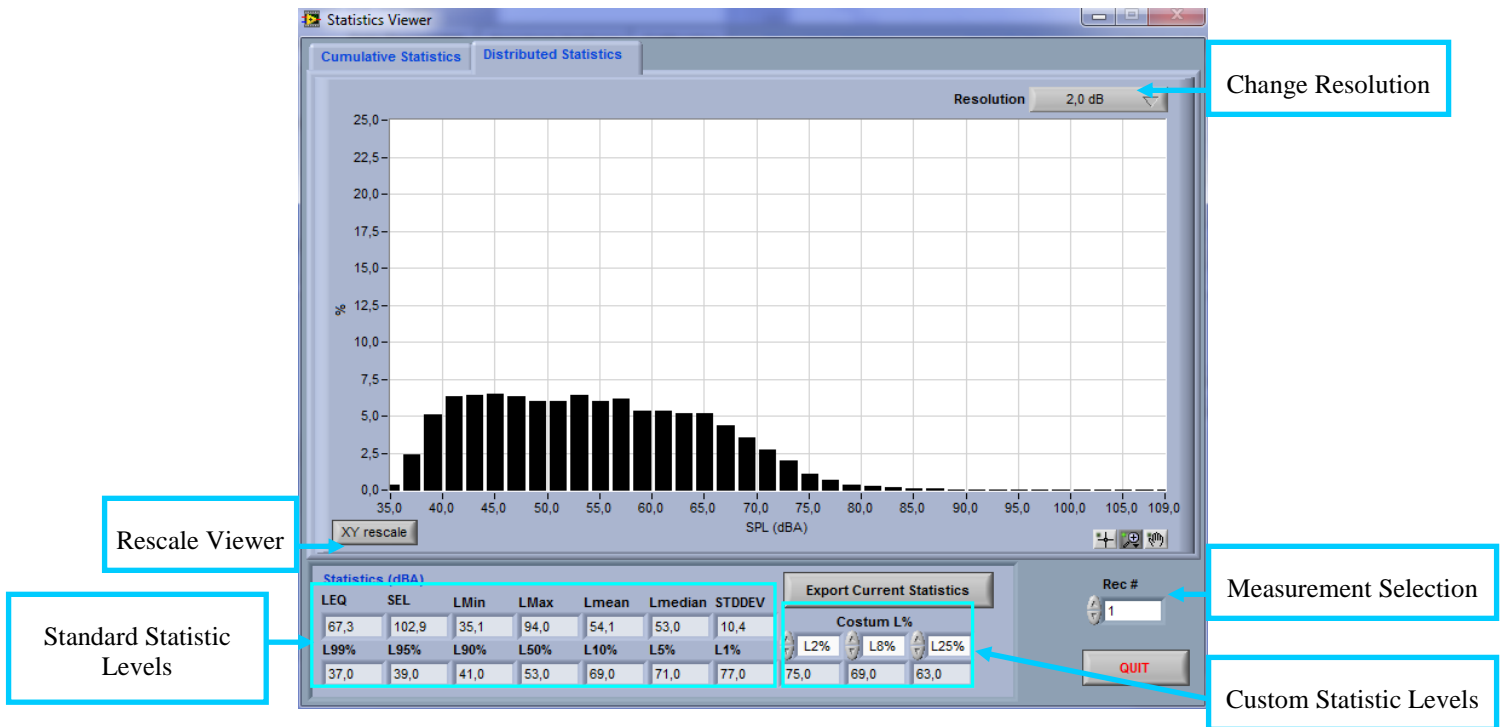 Statistics Viewer
Cumulative Statistics Distributed Statistics
Change Resolution
Resolution 2,0 dB
25,0
22,5
20,0
17,5
15,0
12,5
10,0
7,5
5,0
2,5
0,0
%
35,0 40,0 45,0 50,0 55,0 60,0 65,0 70,0 75,0 80,0 85,0 90,0 95,0 100,0 105,0 109,0
SPL (dBA)
XY rescale
Rescale Viewer
Statistics (dBA)
LEQ SEL LMin LMax Lmean Lmedian STDDEV
67,3 102,9 35,1 94,0 54,1 53,0 10,4
L99% L95% L90% L50% L10% L5% L1%
37,0 39,0 41,0 53,0 69,0 71,0 77,0
Export Current Statistics
Costum L%
L2% L8% L25%
75,0 69,0 63,0
Rec #
1
QUIT
Measurement Selection
Standard Statistic
Levels
Custom Statistic Levels